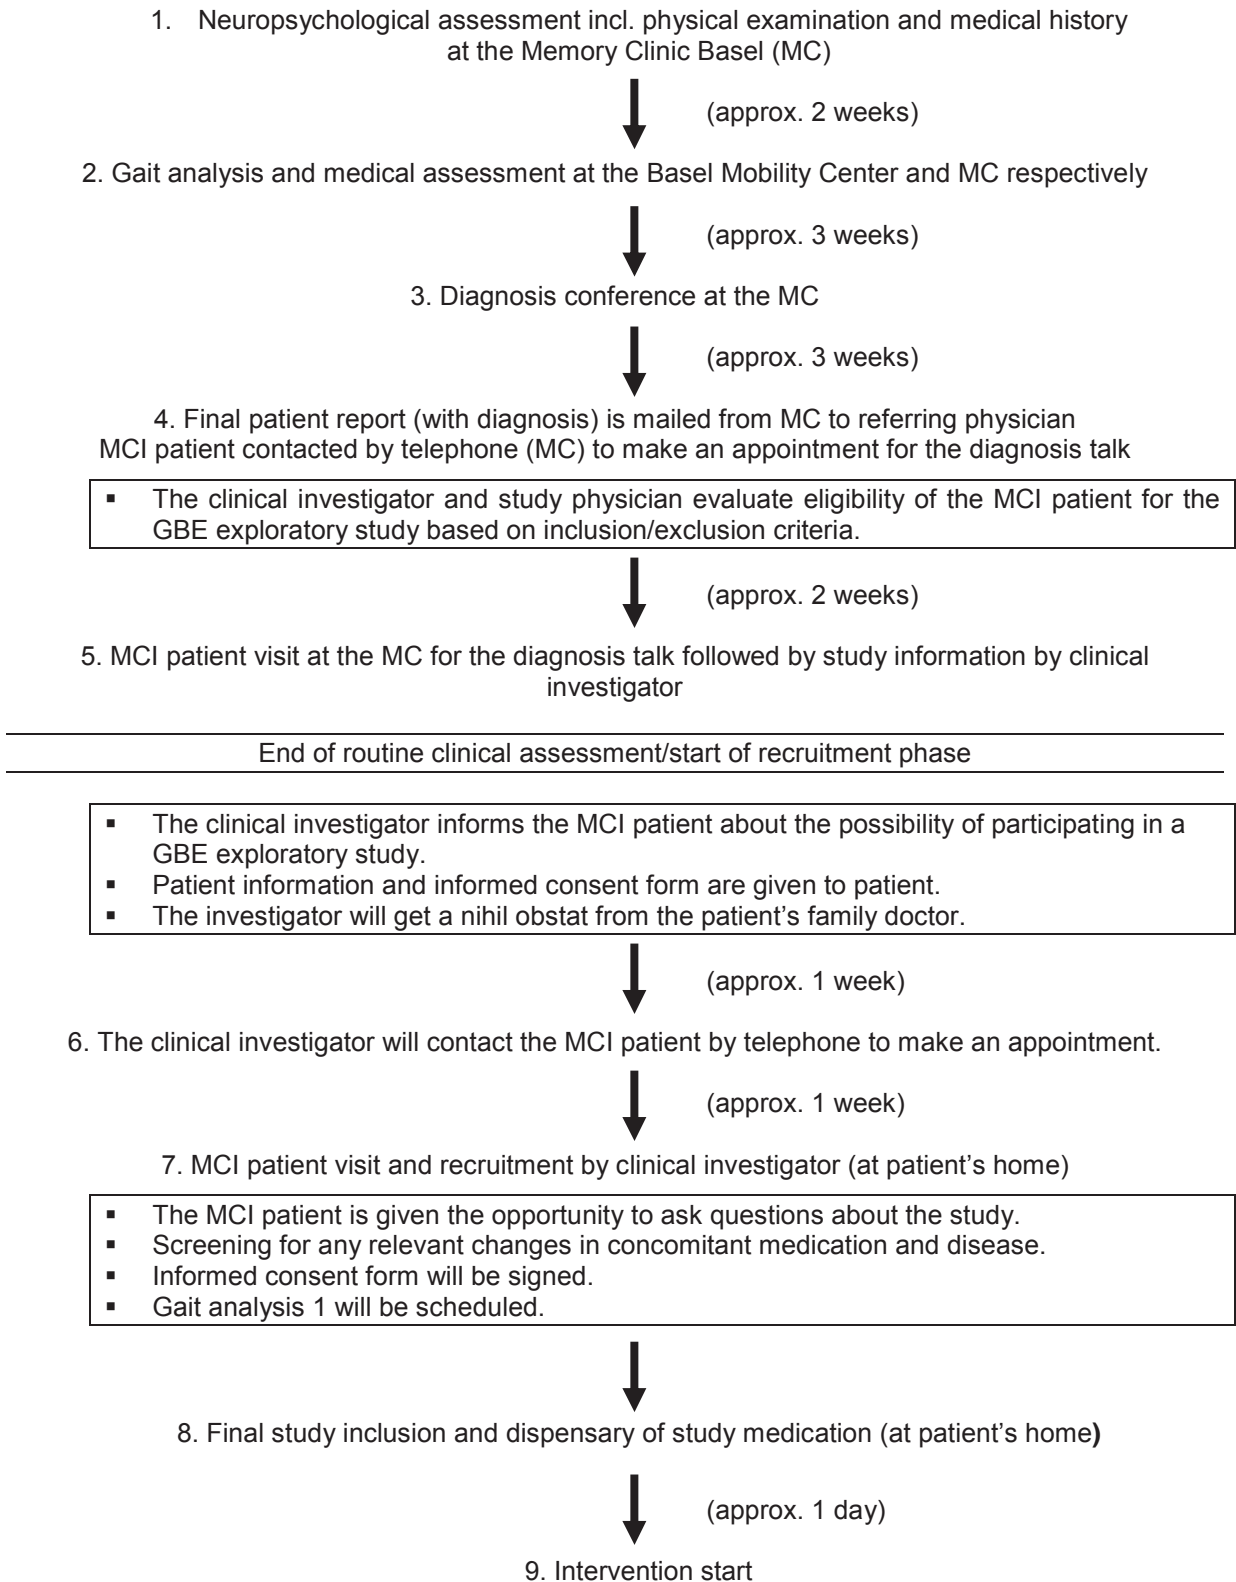 1. Neuropsychological assessment incl. physical examination and medical history
at the Memory Clinic Basel (MC)
(approx. 2 weeks)
2. Gait analysis and medical assessment at the Basel Mobility Center and MC respectively
(approx. 3 weeks)
3. Diagnosis conference at the MC
(approx. 3 weeks)
4. Final patient report (with diagnosis) is mailed from MC to referring physician
MCI patient contacted by telephone (MC) to make an appointment for the diagnosis talk
▪ The clinical investigator and study physician evaluate eligibility of the MCI patient for the
GBE exploratory study based on inclusion/exclusion criteria.
(approx. 2 weeks)
5. MCI patient visit at the MC for the diagnosis talk followed by study information by clinical
investigator
End of routine clinical assessment/start of recruitment phase
▪ The clinical investigator informs the MCI patient about the possibility of participating in a
GBE exploratory study.
▪ Patient information and informed consent form are given to patient.
▪ The investigator will get a nihil obstat from the patient's family doctor.
(approx. 1 week)
6. The clinical investigator will contact the MCI patient by telephone to make an appointment.
(approx. 1 week)
7. MCI patient visit and recruitment by clinical investigator (at patient's home)
▪ The MCI patient is given the opportunity to ask questions about the study.
▪ Screening for any relevant changes in concomitant medication and disease.
▪ Informed consent form will be signed.
▪ Gait analysis 1 will be scheduled.
8. Final study inclusion and dispensary of study medication (at patient's home)
(approx. 1 day)
9. Intervention start